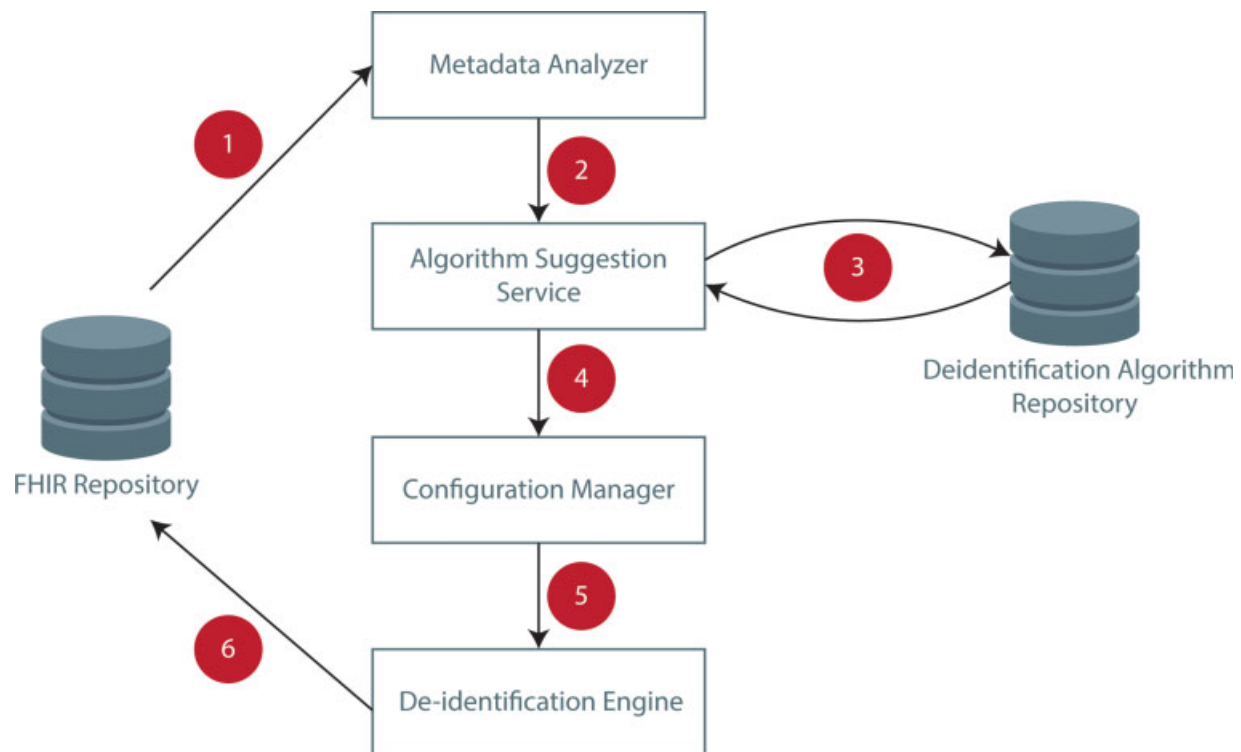 Metadata Analyzer
1
2
Algorithm Suggestion
Service
3
Deidentification Algorithm
Repository
4
FHIR Repository
Configuration Manager
5
6
De-identification Engine